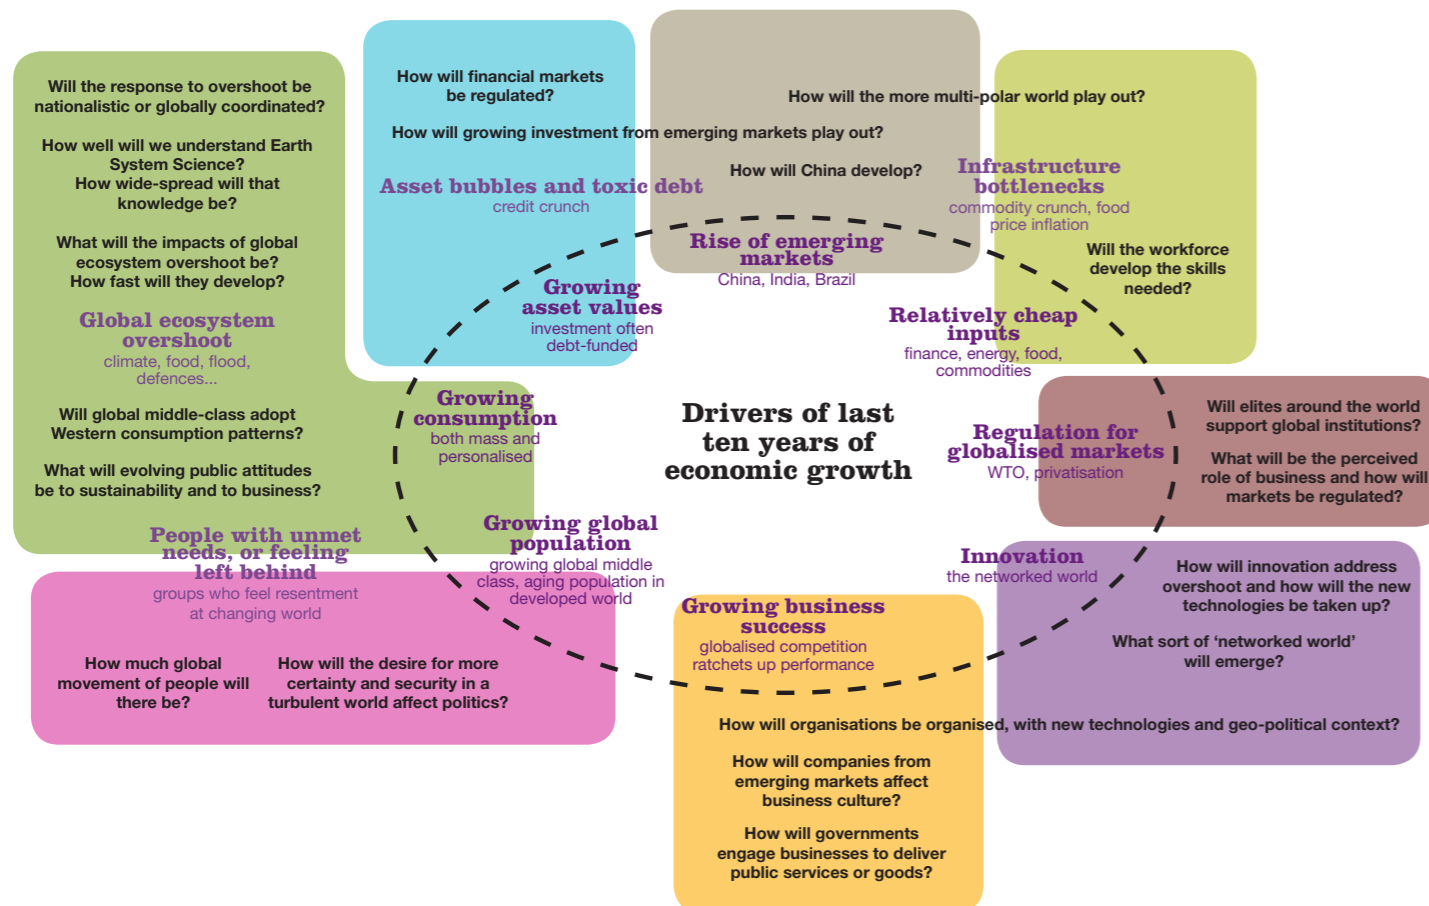 Will the response to overshoot be
nationalistic or globally coordinated?
How well will we understand Earth
System Science?
How wide-spread will that
knowledge be?
What will the impacts of global
ecosystem overshoot be?
How fast will they develop?
Global ecosystem
overshoot
climate, food, flood,
defences...
Will global middle-class adopt
Western consumption patterns?
What will evolving public attitudes
be to sustainability and to business?
How will financial markets
be regulated?
How will growing investment from emerging markets play out?
Asset bubbles and toxic debt
credit crunch
Growing
asset values
investment often
debt-funded
How will the more multi-polar world play out?
How will China develop?
Rise of emerging
markets
China, India, Brazil
Infrastructure
bottlenecks
commodity crunch, food
price inflation
Will the workforce
develop the skills
needed?
Relatively cheap
inputs
finance, energy, food,
commodities
Growing
consumption
both mass and
personalised
Drivers of last
ten years of
economic growth
Regulation for
globalised markets
WTO, privatisation
Will elites around the world
support global institutions?
What will be the perceived
role of business and how will
markets be regulated?
People with unmet
needs, or feeling
left behind
groups who feel resentment
at changing world
Growing global
population
growing global middle
class, aging population in
developed world
How much global
movement of people will
there be?
How will the desire for more
certainty and security in a
turbulent world affect politics?
Growing business
success
globalised competition
ratchets up performance
Innovation
the networked world
How will innovation address
overshoot and how will the new
technologies be taken up?
What sort of ‘networked world’
will emerge?
How will organisations be organised, with new technologies and geo-political context?
How will companies from
emerging markets affect
business culture?
How will governments
engage businesses to deliver
public services or goods?